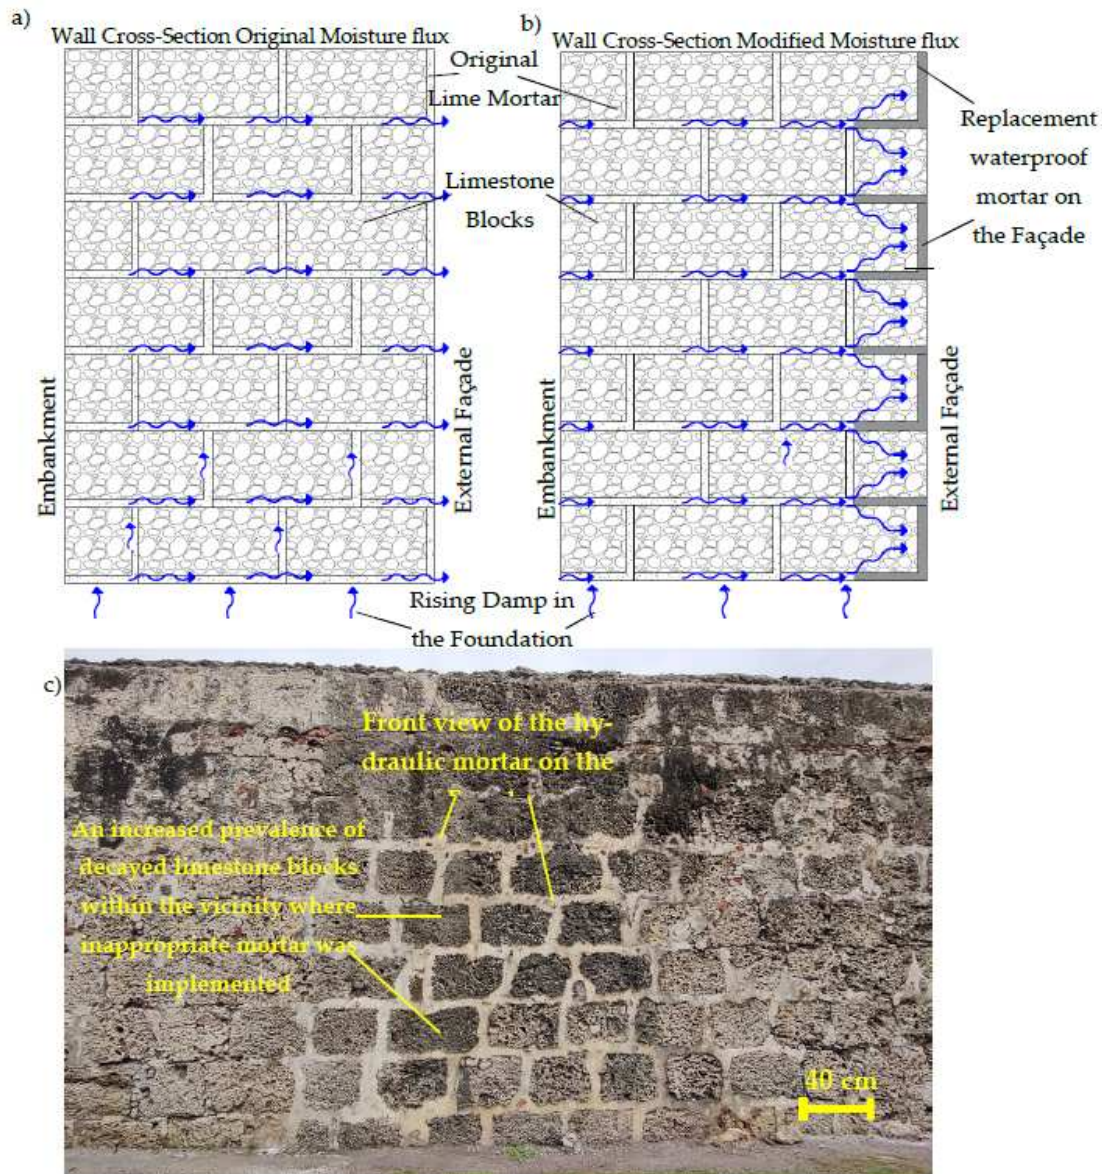 a)
Wall Cross-Section Original Moisture flux
b)
Wall Cross-Section Modified Moisture flux
Original
Lime Mortar
Replacement
waterproof
mortar on
the Façade
Limestone
Blocks
Embankment
External Façade
Embankment
External Façade
Rising Damp in
the Foundation
c)
Front view of the hy-
draulic mortar on the
An increased prevalence of
decayed limestone blocks
within the vicinity where
inappropriate mortar was
implemented
40 cm